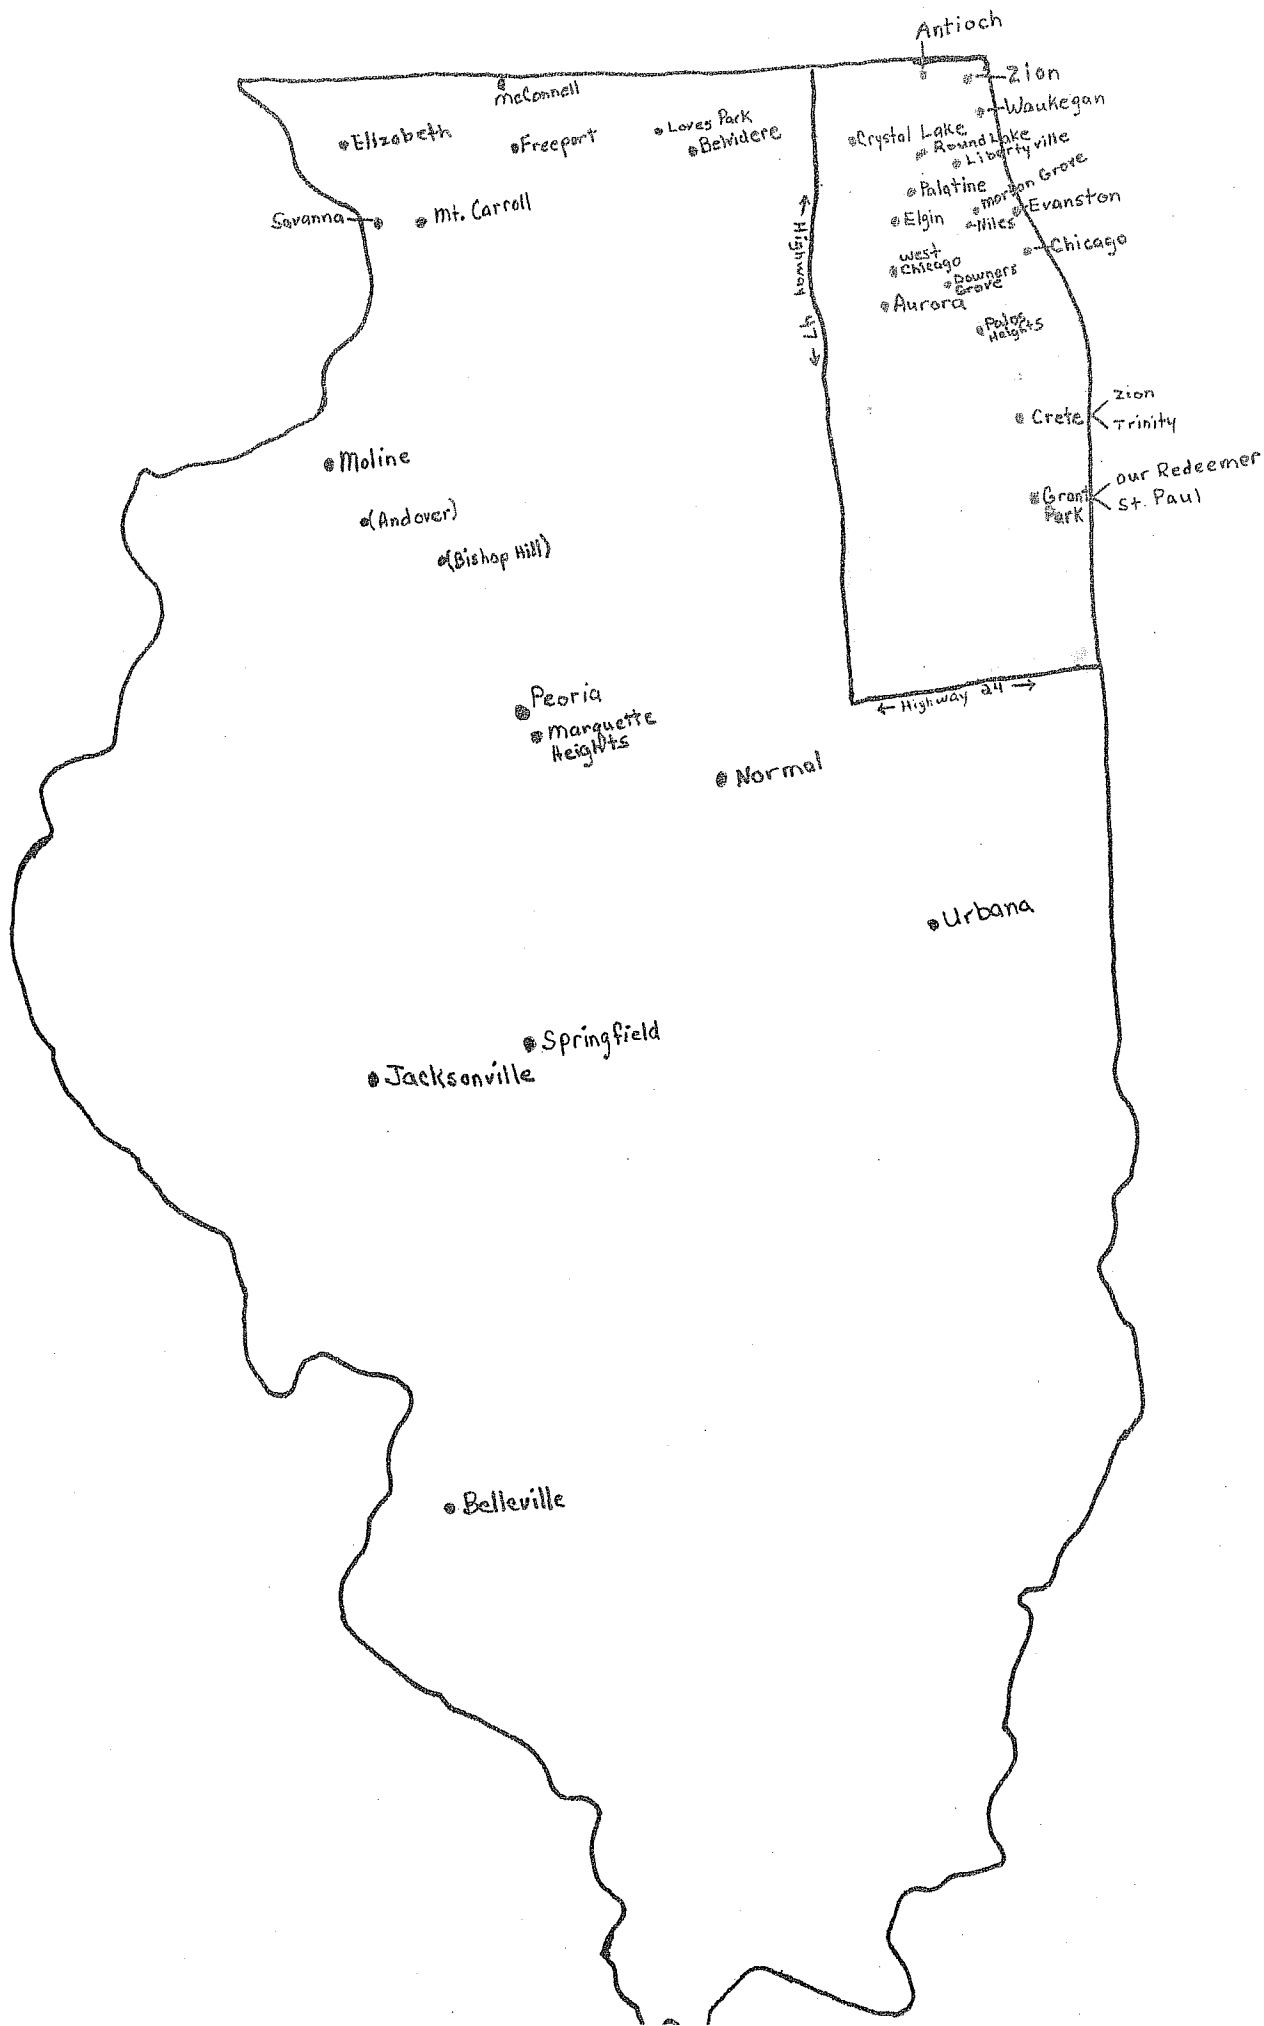 Antioch
Zion
McConnell
Waukegan
Loves Park
Elizabeth
Freeport
Belvidere
Crystal Lake
Round Lake
Libertyville
Palatine
Morton Grove
Savanna
Mt. Carroll
Elgin
Niles
Evanston
Chicago
West
Chicago
Downers
Grove
Aurora
Palos
Heights
← Highway 47 →
Crete
Zion
Trinity
Moline
Grant
Park
our Redeemer
St. Paul
(Andover)
(Bishop Hill)
Peoria
Marquette
Heights
← Highway 24 →
Normal
Urbana
Springfield
Jacksonville
Belleville